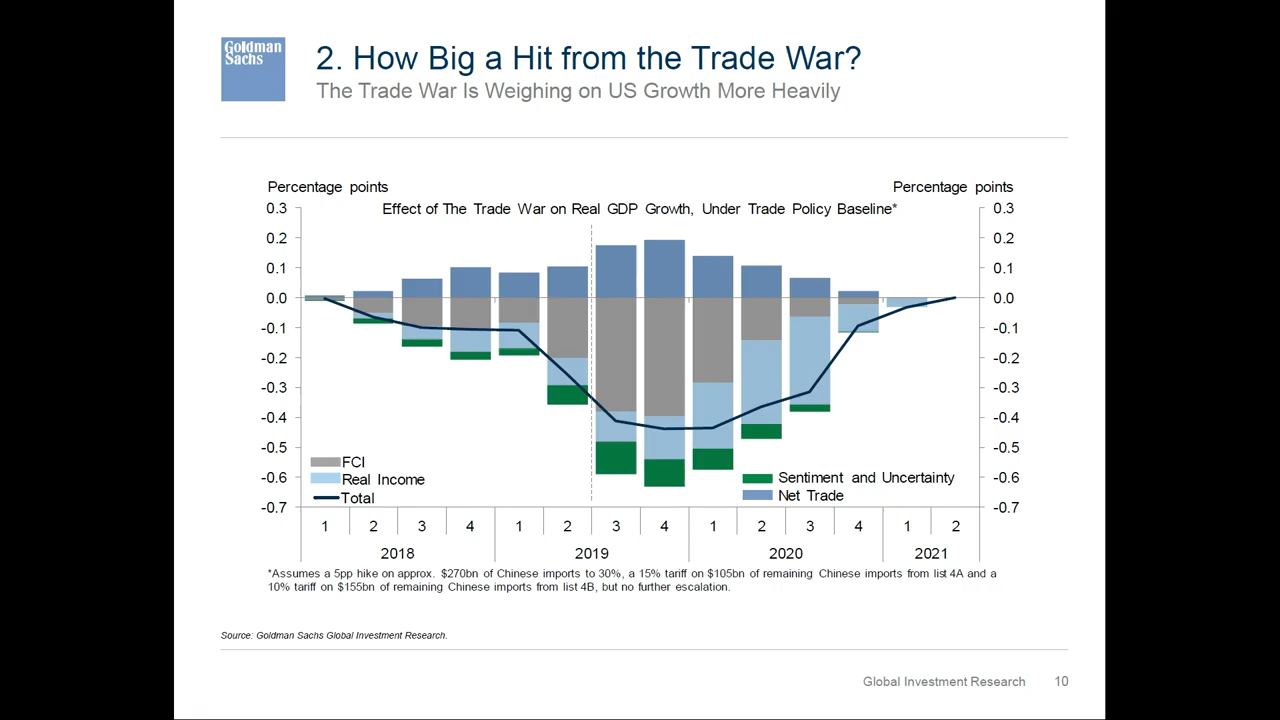 Goldman
Sachs
2. How Big a Hit from the Trade War?
The Trade War Is Weighing on US Growth More Heavily
Percentage points
Percentage points
Effect of The Trade War on Real GDP Growth, Under Trade Policy Baseline*
0.3 0.3
0.2 0.2
0.1 0.1
0.0 0.0
-0.1 -0.1
-0.2 -0.2
-0.3 -0.3
-0.4 -0.4
-0.5 -0.5
-0.6 -0.6
-0.7 -0.7
FCI
Real Income
Total
Sentiment and Uncertainty
Net Trade
1 2 3 4 1 2 3 4 1 2 3 4 1 2
2018 2019 2020 2021
*Assumes a 5pp hike on approx. $270bn of Chinese imports to 30%, a 15% tariff on $105bn of remaining Chinese imports from list 4A and a
10% tariff on $155bn of remaining Chinese imports from list 4B, but no further escalation.
Source: Goldman Sachs Global Investment Research.
Global Investment Research 10